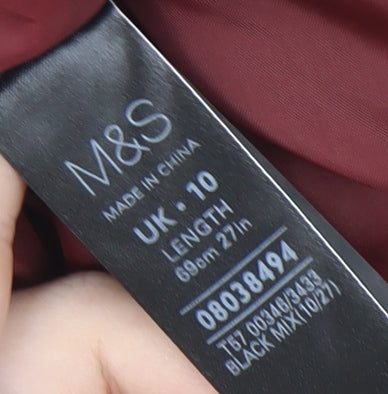 M&S
MADE IN CHINA
UK • 10
LENGTH
69cm 27in
08038494
T57 00346/3433
BLACK MIX(10/27)